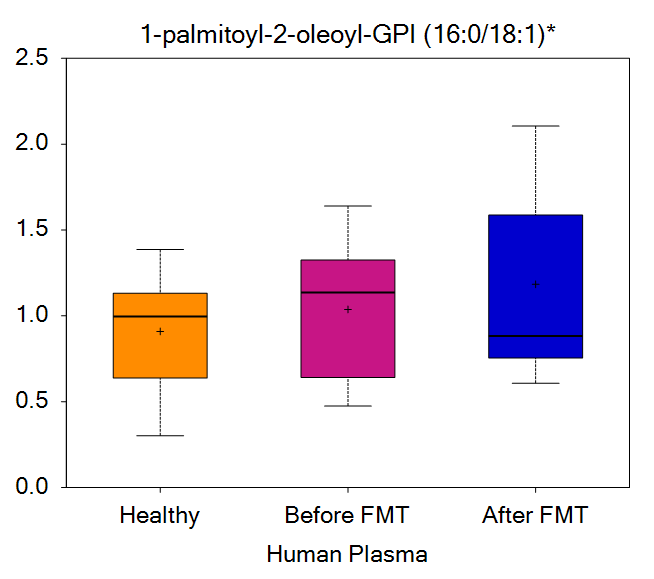 1-palmitoyl-2-oleoyl-GPI (16:0/18:1)*
2.5
2.0
1.5
1.0
0.5
0.0
Healthy Before FMT After FMT
Human Plasma